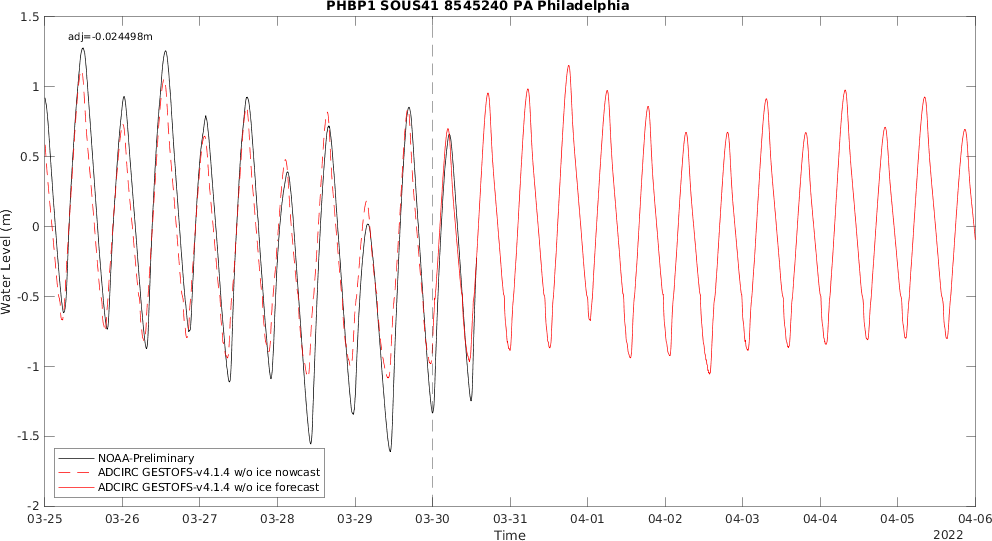 PHBP1 SOUS41 8545240 PA Philadelphia
adj=-0.024498m
1.5
1
0.5
0
-0.5
-1
-1.5
-2
Water Level (m)
NOAA-Preliminary
ADCIRC GESTOFS-v4.1.4 w/o ice nowcast
ADCIRC GESTOFS-v4.1.4 w/o ice forecast
03-25 03-26 03-27 03-28 03-29 03-30 03-31 04-01 04-02 04-03 04-04 04-05 04-06
Time
2022